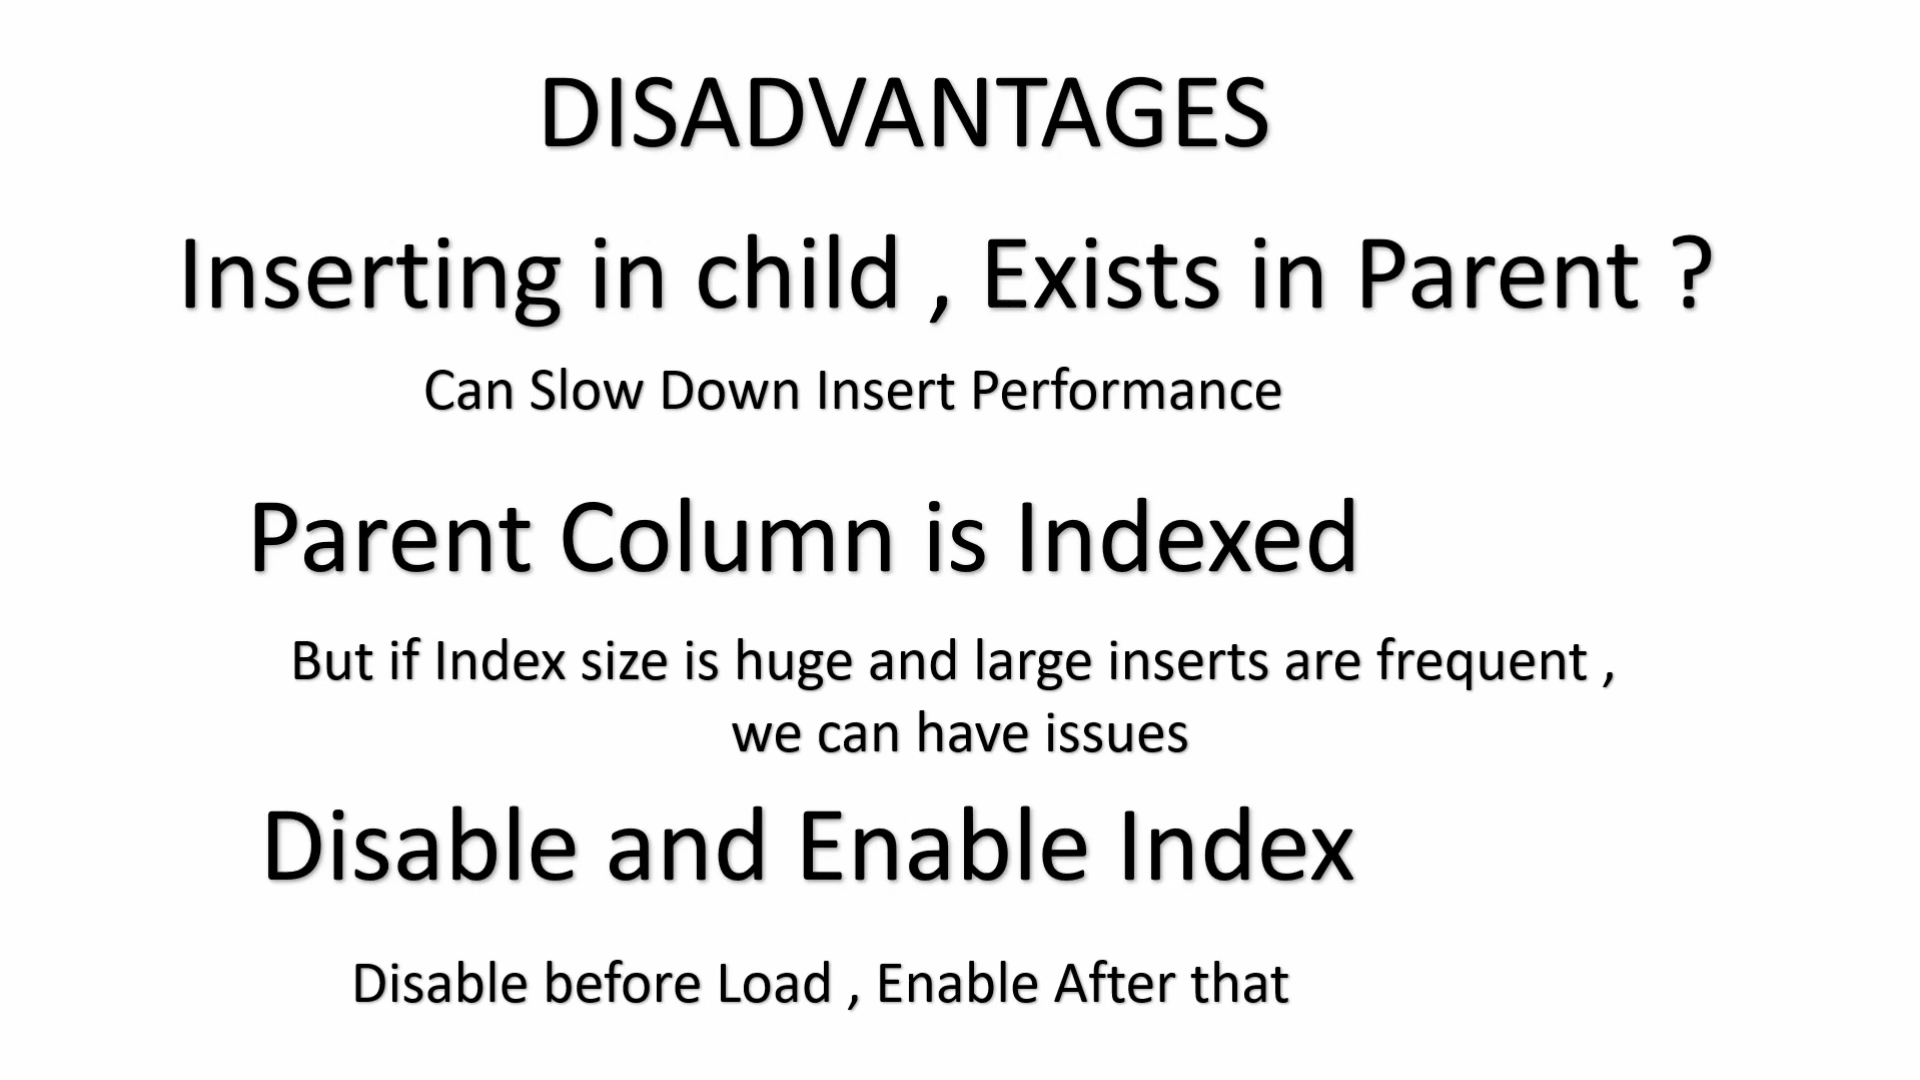 DISADVANTAGES
Inserting in child , Exists in Parent ?
Can Slow Down Insert Performance
Parent Column is Indexed
But if Index size is huge and large inserts are frequent ,
we can have issues
Disable and Enable Index
Disable before Load , Enable After that